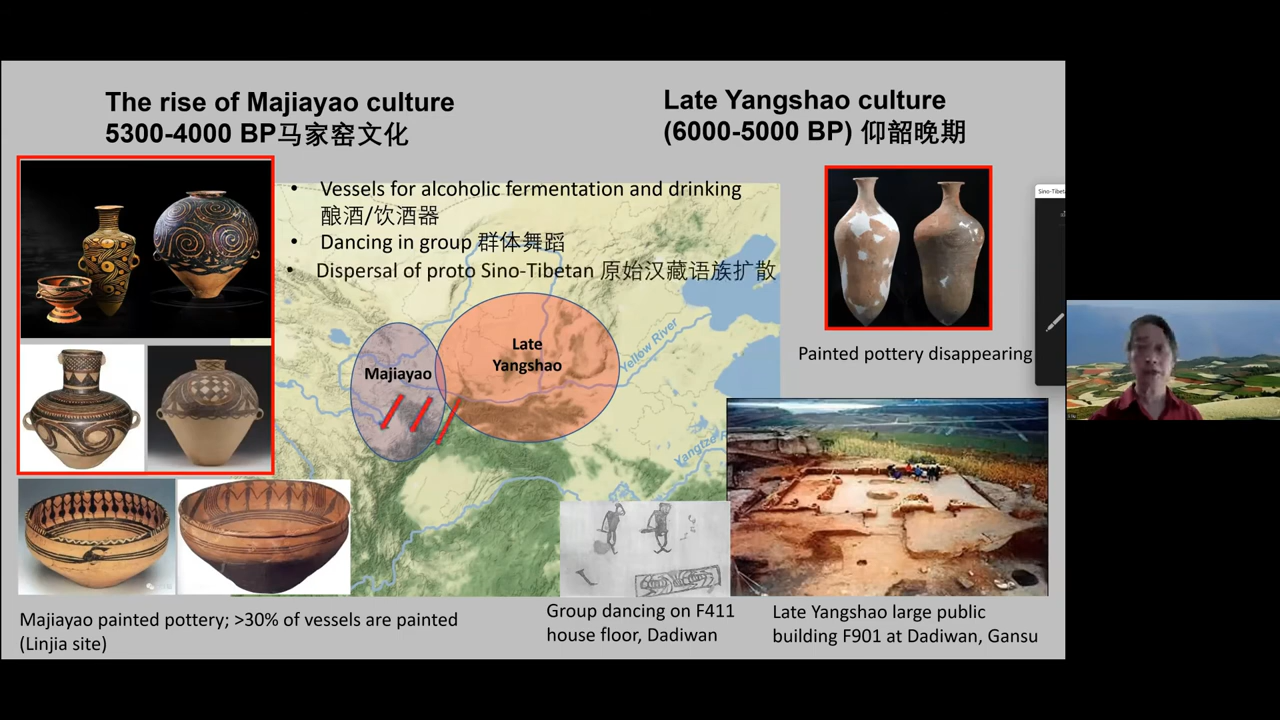 The rise of Majiayao culture
5300-4000 BP马家窑文化
Late Yangshao culture
(6000-5000 BP) 仰韶晚期
• Vessels for alcoholic fermentation and drinking
酿酒/饮酒器
• Dancing in group 群体舞蹈
• Dispersal of proto Sino-Tibetan 原始汉藏语族扩散
Sino-Tibeta
Late
Yangshao
Majiayao
Yellow River
Painted pottery disappearing
Yangtze R
Group dancing on F411
house floor, Dadiwan
Late Yangshao large public
building F901 at Dadiwan, Gansu
Majiayao painted pottery; >30% of vessels are painted
(Linjia site)